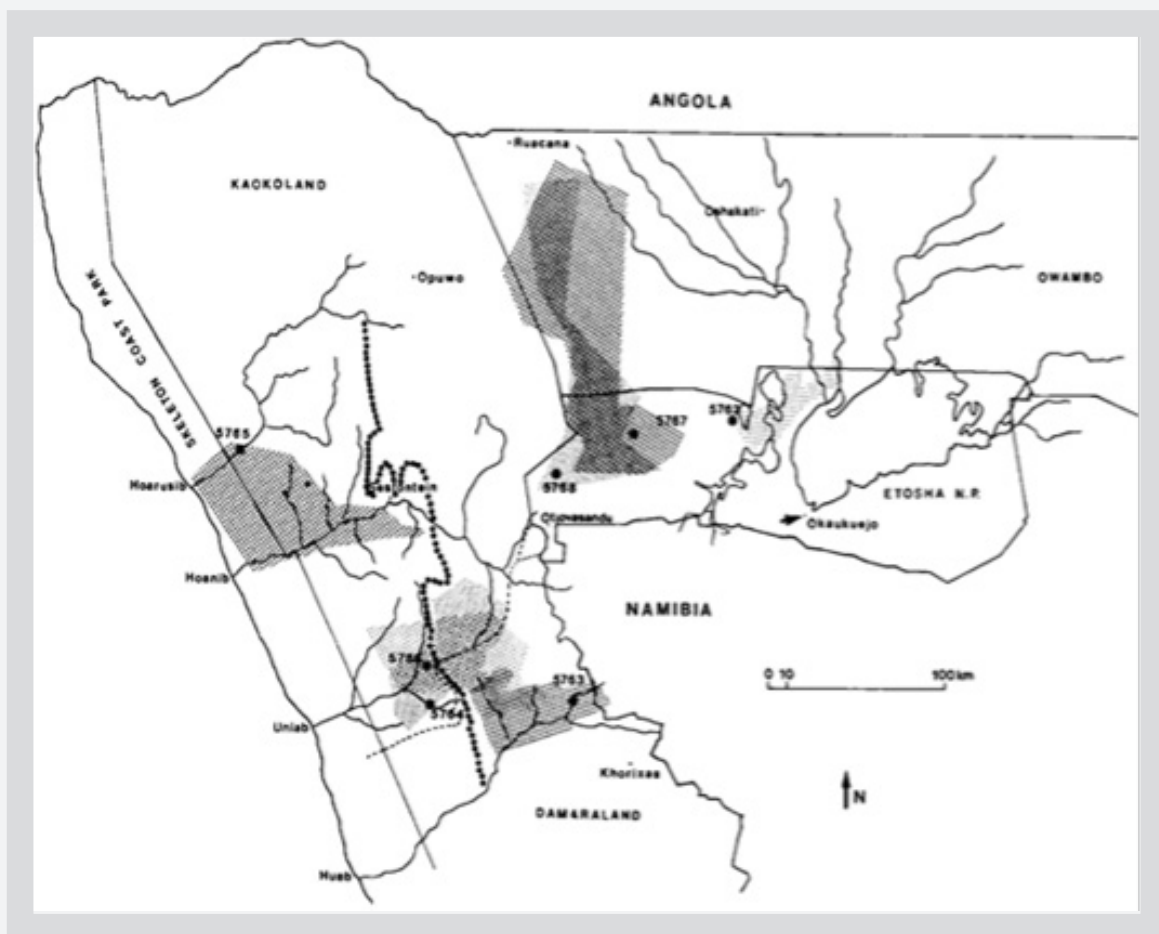 ANGOLA
Ruacana
KAOKOLAND
Oshakati
Opuwo
OWAMBO
SKELETON COAST PARK
5765
5767
5762
Hoarusib
5768
ETOSHA N.P.
Otjovasandu
Okaukuejo
Hoanib
NAMIBIA
0 10 100km
5763
5764
Uniab
Khorixas
N
DAMARALAND
Huab